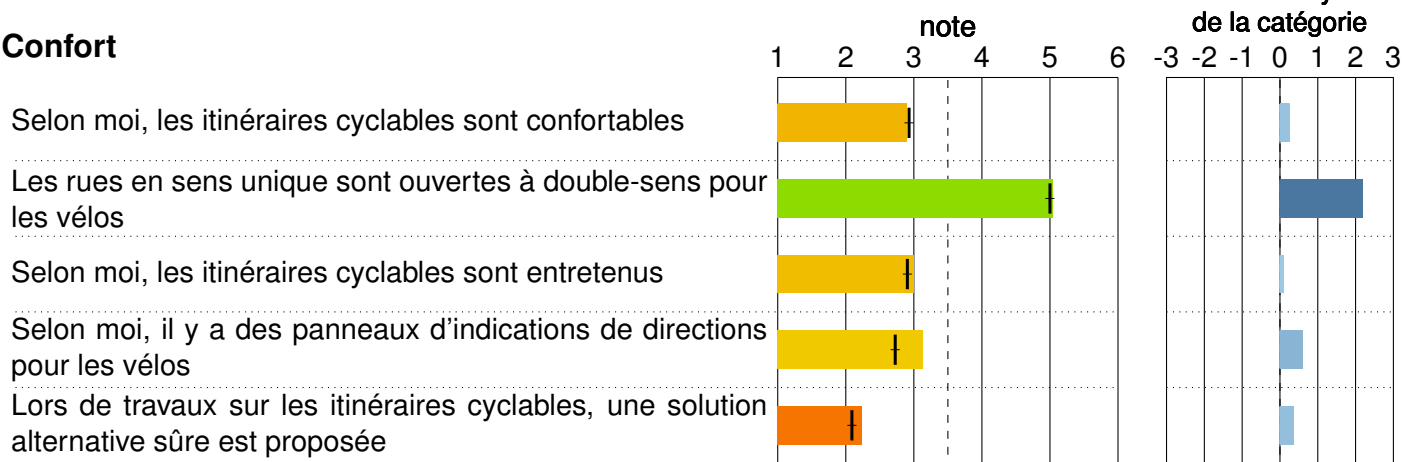 note
de la catégorie
Confort
1 2 3 4 5 6
-3 -2 -1 0 1 2 3
Selon moi, les itinéraires cyclables sont confortables
Les rues en sens unique sont ouvertes à double-sens pour
les vélos
Selon moi, les itinéraires cyclables sont entretenus
Selon moi, il y a des panneaux d'indications de directions
pour les vélos
Lors de travaux sur les itinéraires cyclables, une solution
alternative sûre est proposée